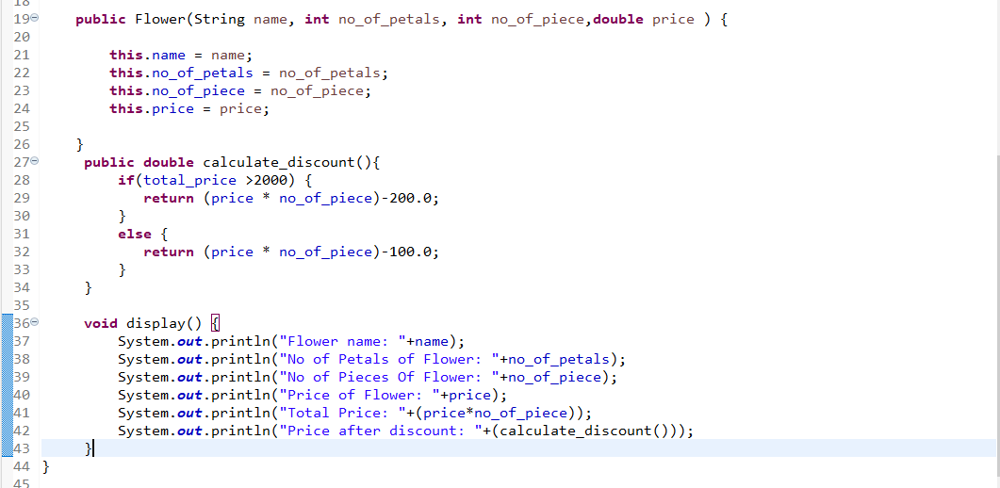 18
19    public Flower(String name, int no_of_petals, int no_of_piece,double price ) {
20
21        this.name = name;
22        this.no_of_petals = no_of_petals;
23        this.no_of_piece = no_of_piece;
24        this.price = price;
25
26    }
27     public double calculate_discount(){
28         if(total_price >2000) {
29            return (price * no_of_piece)-200.0;
30         }
31         else {
32            return (price * no_of_piece)-100.0;
33         }
34     }
35
36     void display() {
37         System.out.println("Flower name: "+name);
38         System.out.println("No of Petals of Flower: "+no_of_petals);
39         System.out.println("No of Pieces Of Flower: "+no_of_piece);
40         System.out.println("Price of Flower: "+price);
41         System.out.println("Total Price: "+(price*no_of_piece));
42         System.out.println("Price after discount: "+(calculate_discount()));
43     }
44 }
45